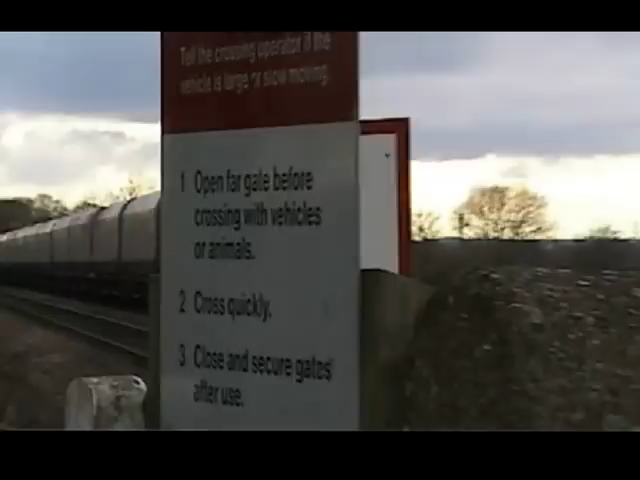 Tell the crossing operator if the
vehicle is large or slow moving.
1 Open far gate before
crossing with vehicles
or animals.
2 Cross quickly.
3 Close and secure gates
after use.